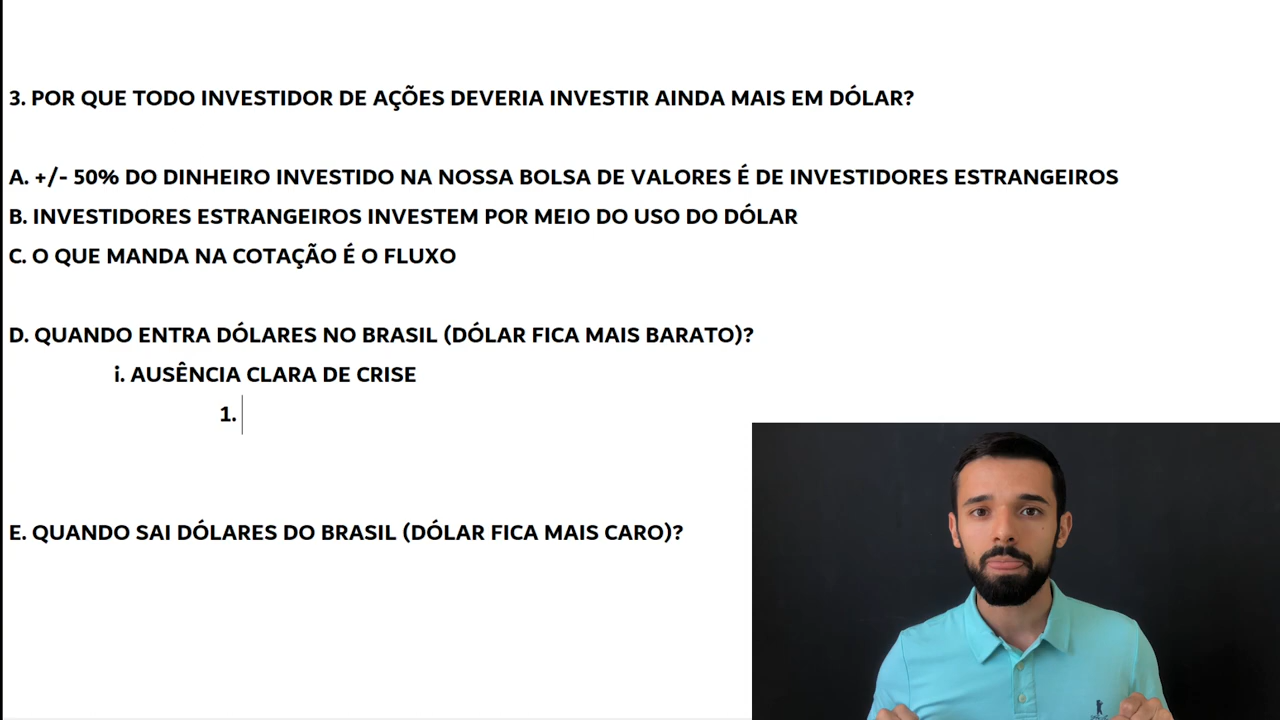 3. POR QUE TODO INVESTIDOR DE AÇÕES DEVERIA INVESTIR AINDA MAIS EM DÓLAR?
A. +/- 50% DO DINHEIRO INVESTIDO NA NOSSA BOLSA DE VALORES É DE INVESTIDORES ESTRANGEIROS
B. INVESTIDORES ESTRANGEIROS INVESTEM POR MEIO DO USO DO DÓLAR
C. O QUE MANDA NA COTAÇÃO É O FLUXO
D. QUANDO ENTRA DÓLARES NO BRASIL (DÓLAR FICA MAIS BARATO)?
i. AUSÊNCIA CLARA DE CRISE
1.
E. QUANDO SAI DÓLARES DO BRASIL (DÓLAR FICA MAIS CARO)?